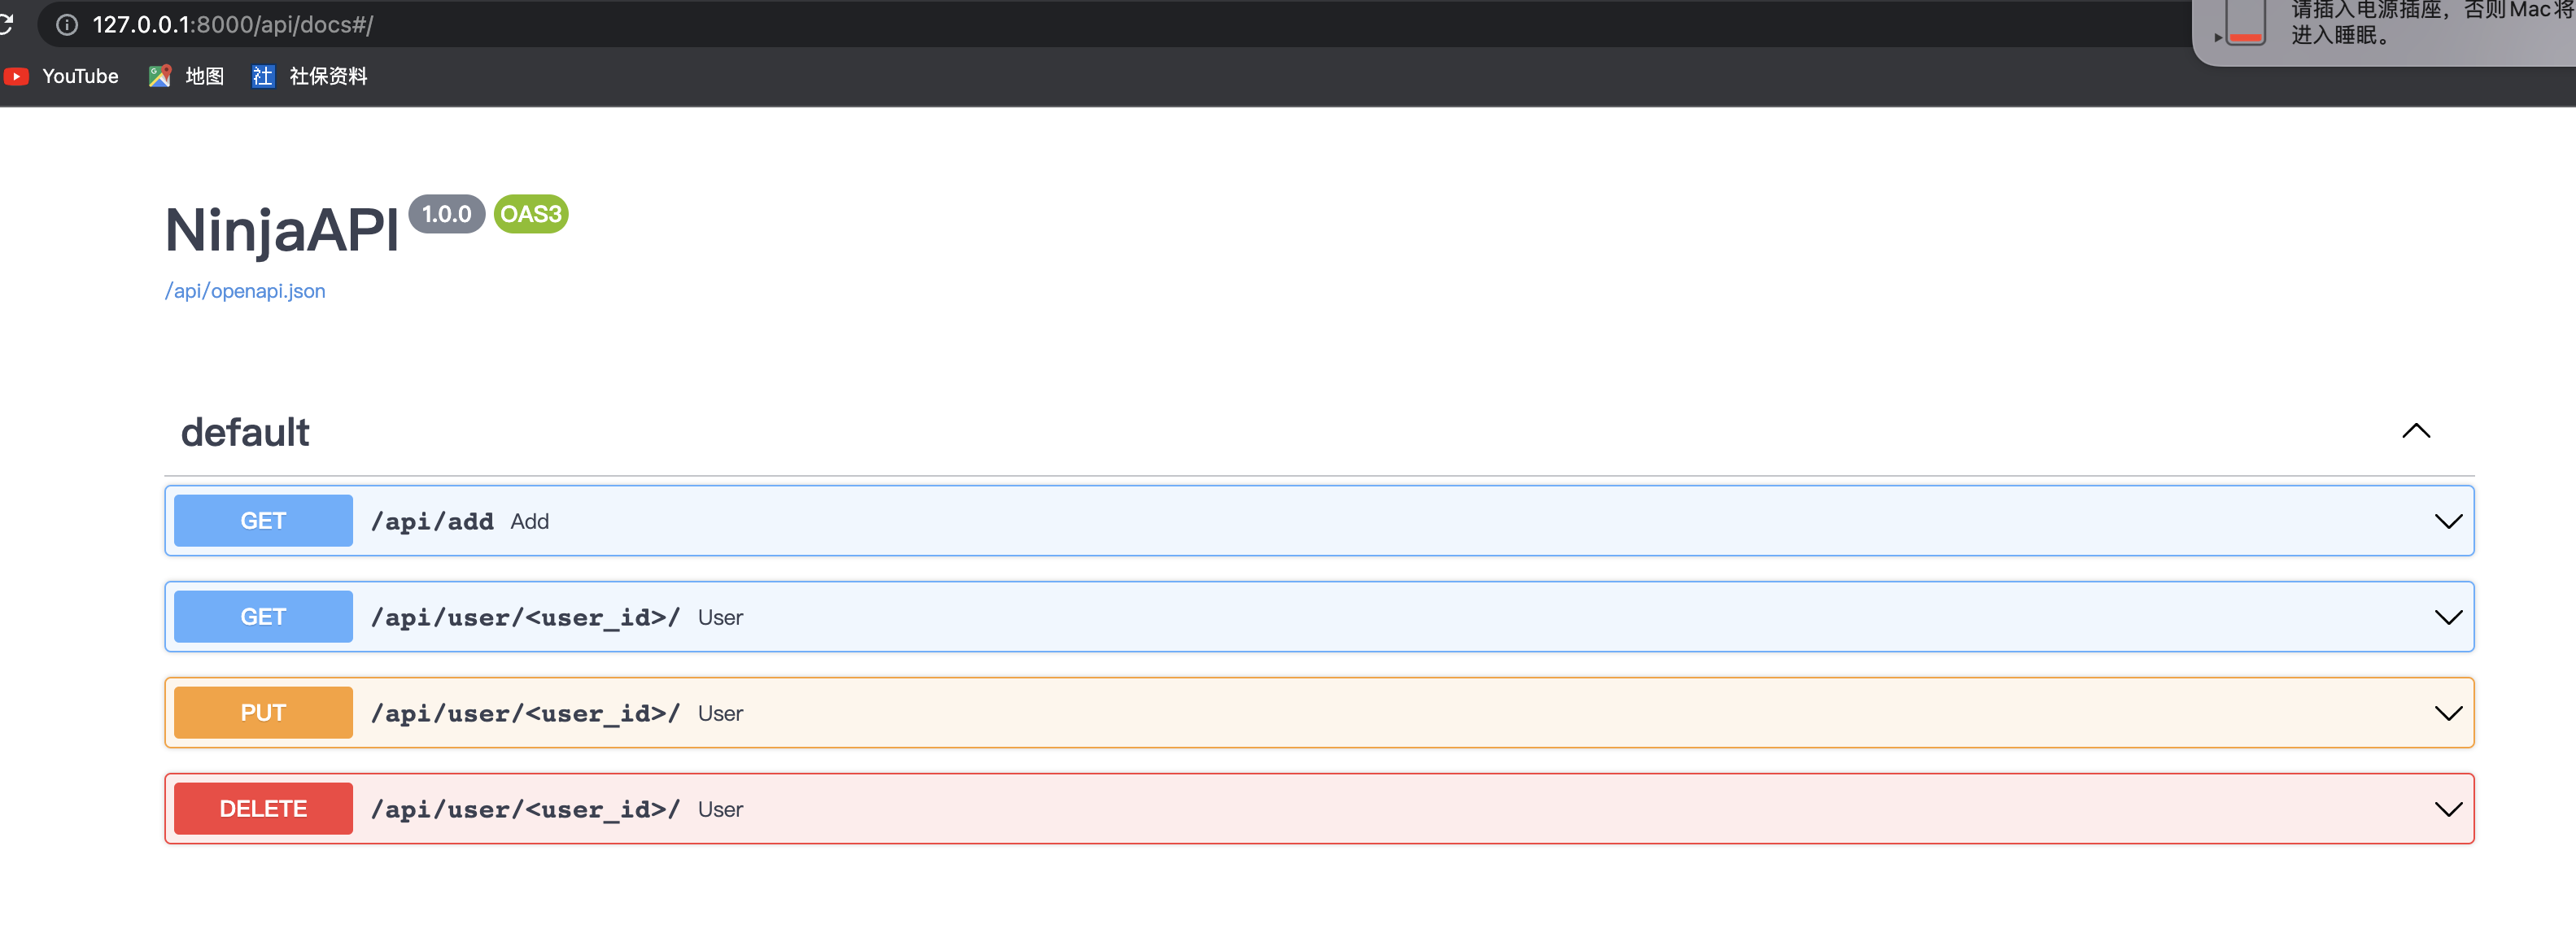 127.0.0.1:8000/api/docs#/
请插入电源插座，否则Mac将
进入睡眠。
YouTube 地图 社 社保资料
NinjaAPI 1.0.0 OAS3
/api/openapi.json
default
GET /api/add Add
GET /api/user/<user_id>/ User
PUT /api/user/<user_id>/ User
DELETE /api/user/<user_id>/ User